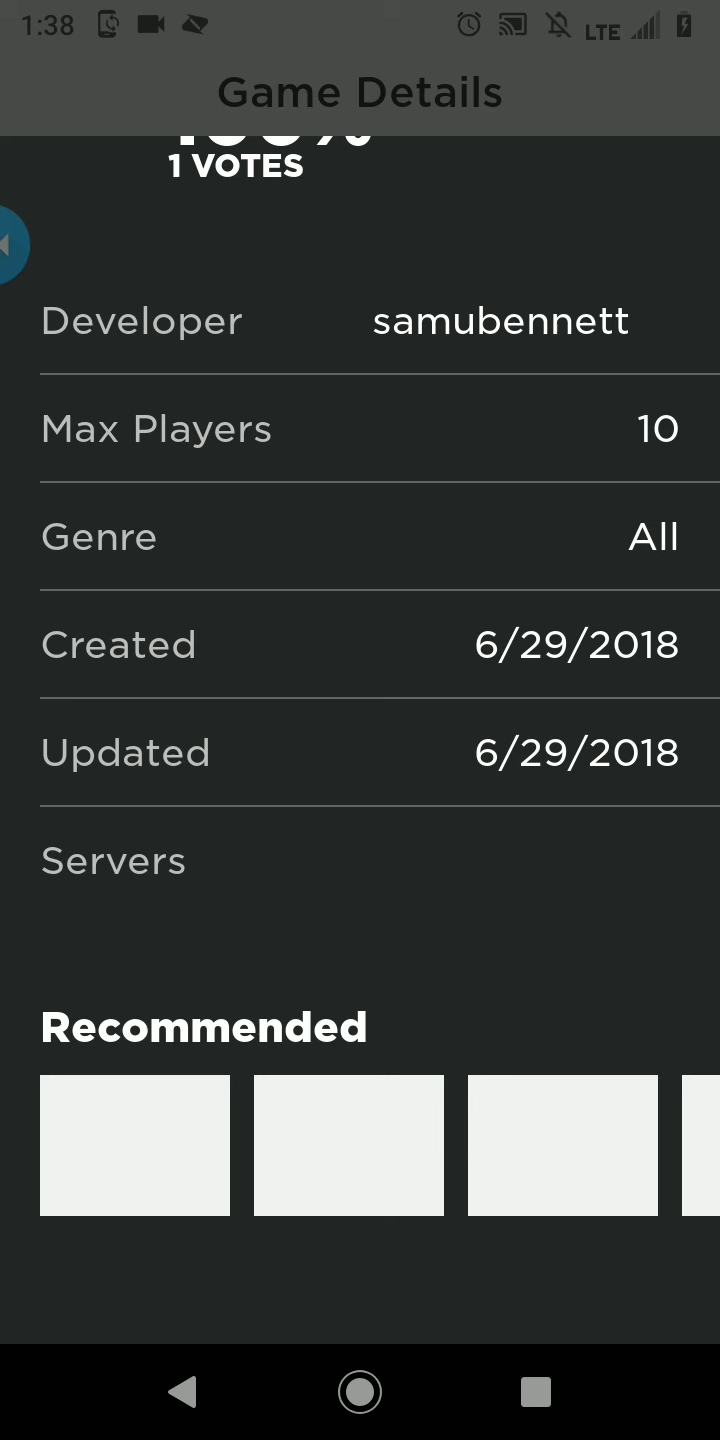 1:38
LTE
Game Details
1 VOTES
Developer samubennett
Max Players 10
Genre All
Created 6/29/2018
Updated 6/29/2018
Servers
Recommended